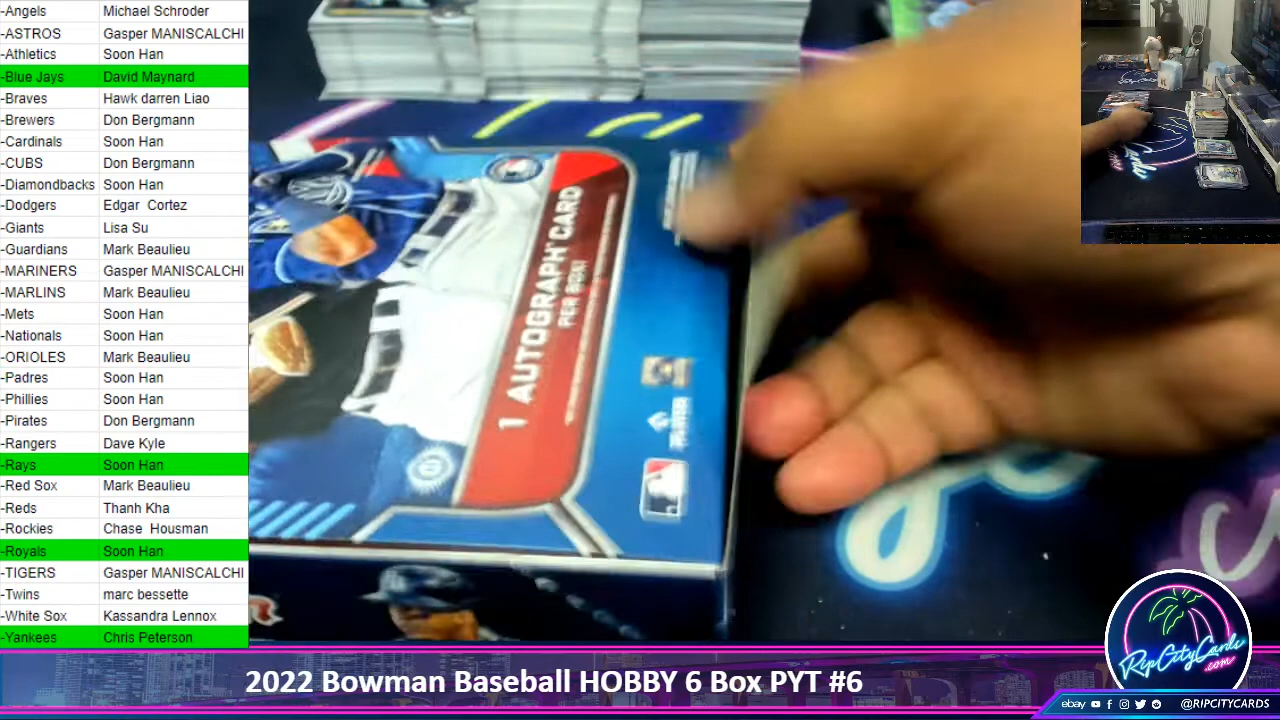 -Angels Michael Schroder
-ASTROS Gasper MANISCALCHI
-Athletics Soon Han
-Blue Jays David Maynard
-Braves Hawk darren Liao
-Brewers Don Bergmann
-Cardinals Soon Han
-CUBS Don Bergmann
-Diamondbacks Soon Han
-Dodgers Edgar Cortez
-Giants Lisa Su
-Guardians Mark Beaulieu
-MARINERS Gasper MANISCALCHI
-MARLINS Mark Beaulieu
-Mets Soon Han
-Nationals Soon Han
-ORIOLES Mark Beaulieu
-Padres Soon Han
-Phillies Soon Han
-Pirates Don Bergmann
-Rangers Dave Kyle
-Rays Soon Han
-Red Sox Mark Beaulieu
-Reds Thanh Kha
-Rockies Chase Housman
-Royals Soon Han
-TIGERS Gasper MANISCALCHI
-Twins marc bessette
-White Sox Kassandra Lennox
-Yankees Chris Peterson
1 AUTOGRAPH CARD
PER BOX!
2022 Bowman Baseball HOBBY 6 Box PYT #6
RipCityCards
.com
ebay @RIPCITYCARDS